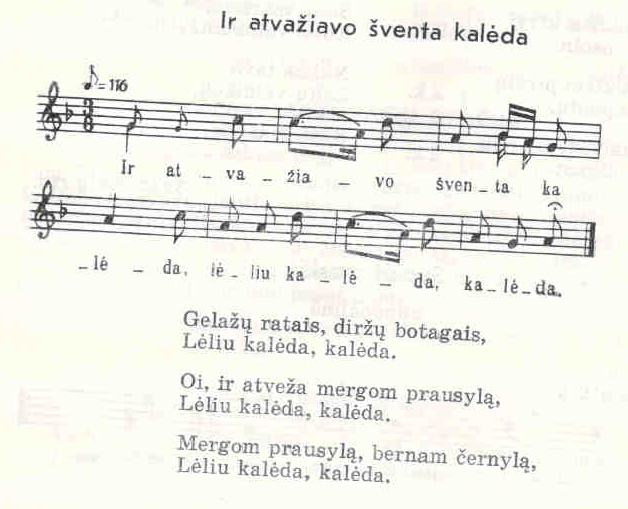 Ir atvažiavo šventa kalėda
♪=116
3
8
Ir at _ va _ žia _ vo šven _ ta ka
_ lė _ da, lė _ liu ka _ lė _ da, ka _ lė _ da.
Gelažų ratais, diržų botagais,
Lėliu kalėda, kalėda.
Oi, ir atveža mergom prausylą,
Lėliu kalėda, kalėda.
Mergom prausylą, bernam černylą,
Lėliu kalėda, kalėda.